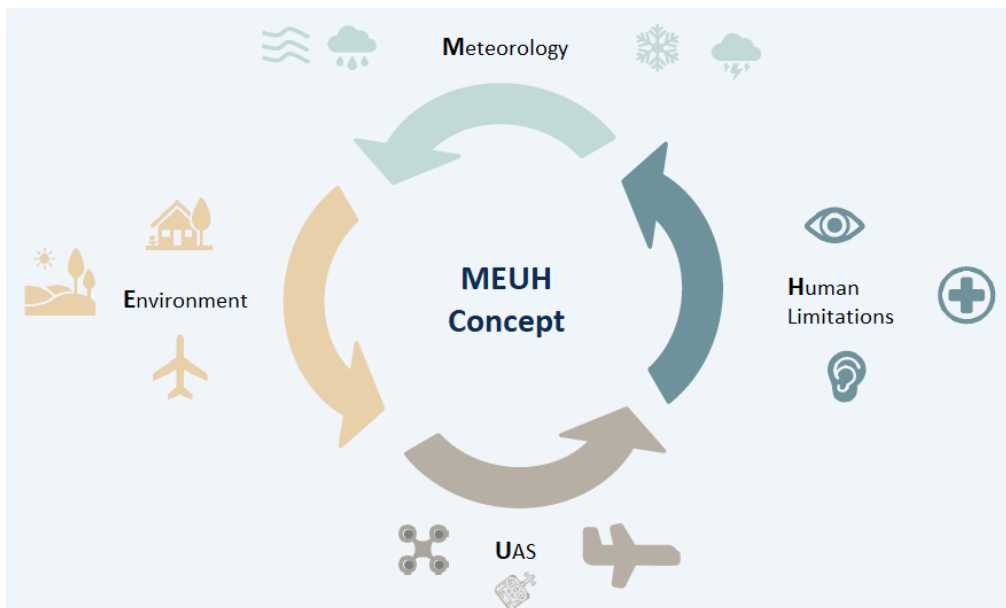 Meteorology
Environment
MEUH
Concept
Human
Limitations
UAS